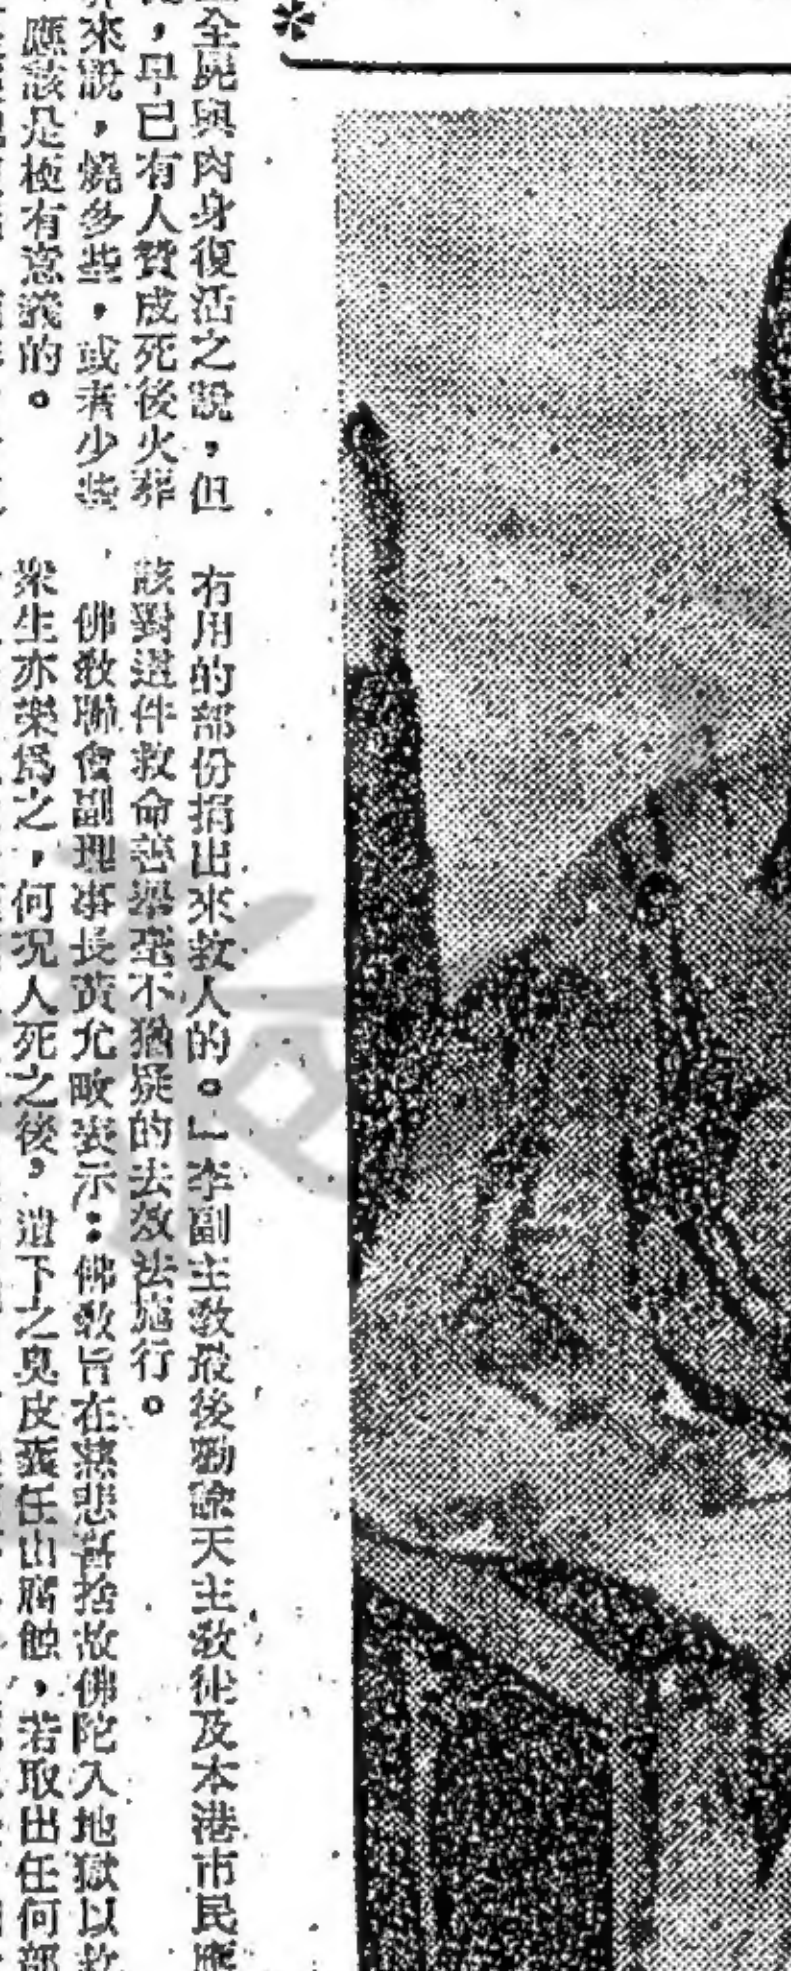 全屍與肉身復活之說，但
，早已有人贊成死後火葬
來說，燒多些，或者少些
應該是極有意義的。
有用的部份捐出來救人的。」李副主教最後勸諭天主教徒及本港市民應
該對這件救命善舉毫不猶疑的去效法施行。
佛教聯會副理事長黃允畋表示：佛教旨在慈悲喜捨故佛陀入地獄以救
衆生亦樂爲之，何況人死之後，遺下之臭皮囊任由腐蝕，若取出任何部